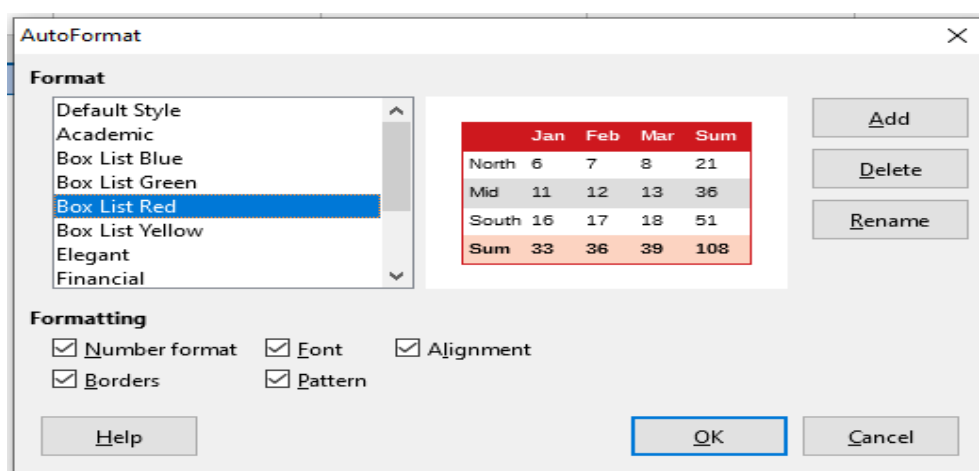 AutoFormat
Format
Default Style
Academic
Box List Blue
Box List Green
Box List Red
Box List Yellow
Elegant
Financial
Jan Feb Mar Sum
North 6 7 8 21
Mid 11 12 13 36
South 16 17 18 51
Sum 33 36 39 108
Add
Delete
Rename
Formatting
Number format Font Alignment
Borders Pattern
Help OK Cancel